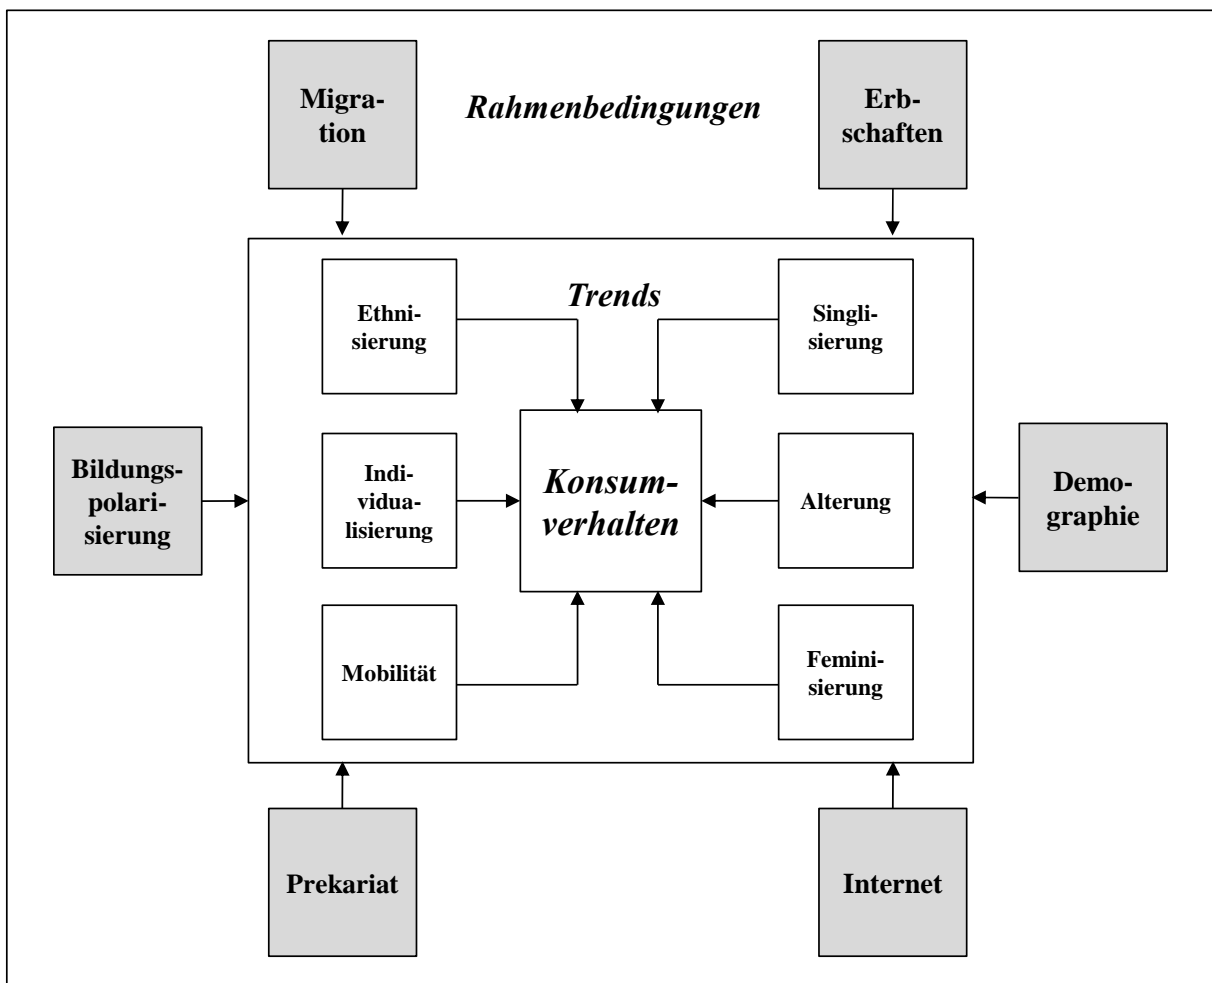 Migra-
tion
Rahmenbedingungen
Erb-
schaften
Ethni-
sierung
Trends
Singli-
sierung
Bildungs-
polari-
sierung
Indi-
vidua-
lisierung
Konsum-
verhalten
Alterung
Demo-
graphie
Mobilität
Femini-
sierung
Prekariat
Internet